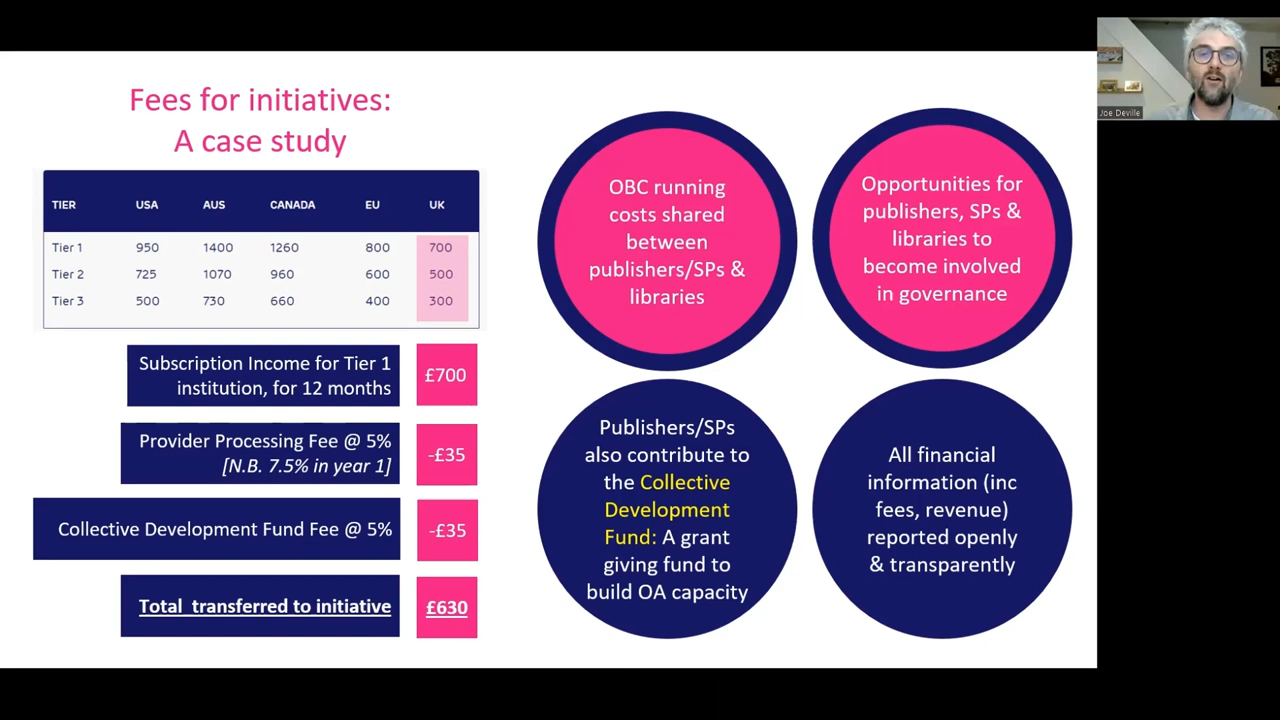 Fees for initiatives:
A case study
TIER USA AUS CANADA EU UK
Tier 1 950 1400 1260 800 700
Tier 2 725 1070 960 600 500
Tier 3 500 730 660 400 300
Subscription Income for Tier 1
institution, for 12 months
£700
Provider Processing Fee @ 5%
[N.B. 7.5% in year 1]
-£35
Collective Development Fund Fee @ 5%
-£35
Total transferred to initiative
£630
OBC running
costs shared
between
publishers/SPs &
libraries
Opportunities for
publishers, SPs &
libraries to
become involved
in governance
Publishers/SPs
also contribute to
the Collective
Development
Fund: A grant
giving fund to
build OA capacity
All financial
information (inc
fees, revenue)
reported openly
& transparently
Joe Deville